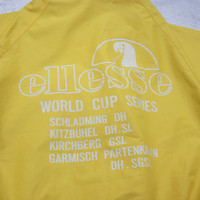 ellesse
WORLD CUP SERIES
SCHLADMING DH
KITZBUHEL DH.SL
KIRCHBERG GSL
GARMISCH PARTENKIRCH
DH.SGS